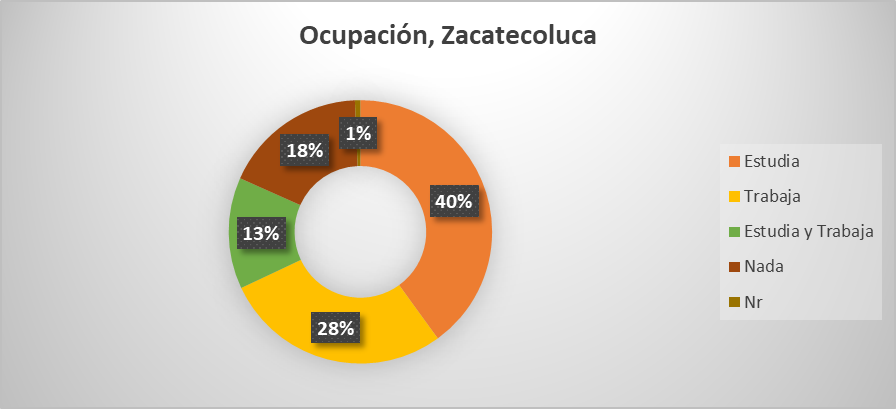 Ocupación, Zacatecoluca
1%
18%
40%
13%
28%
Estudia
Trabaja
Estudia y Trabaja
Nada
Nr